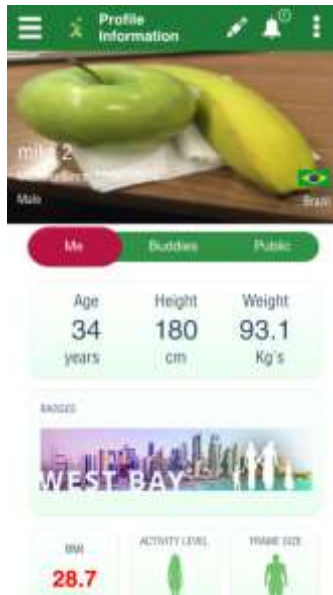 Profile
Information
mike 2
Male
Brazil
Me
Buddies
Public
Age
Height
Weight
34
180
93.1
years
cm
Kg's
BADGES
WEST BAY
BMI
ACTIVITY LEVEL
FRAME SIZE
28.7